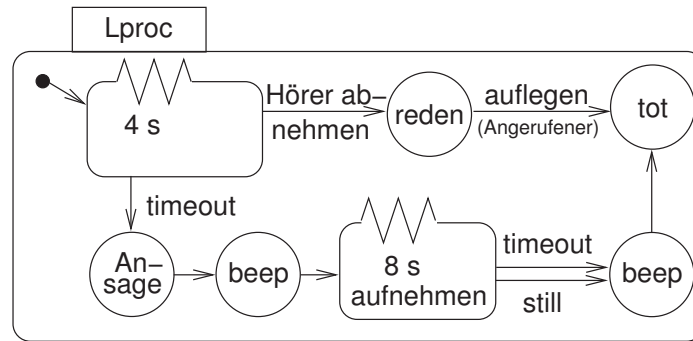 Lproc
4 s
Hörer ab-
nehmen
reden
auflegen
(Angerufener)
tot
timeout
An-
sage
beep
8 s
aufnehmen
timeout
still
beep